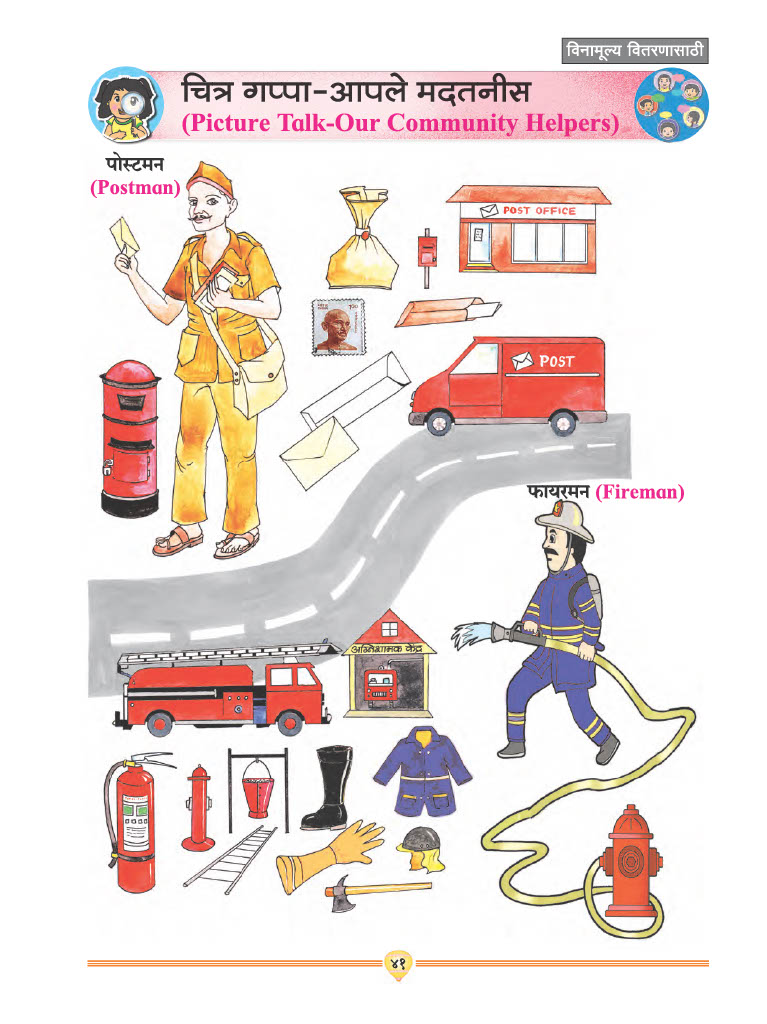 विनामूल्य वितरणासाठी
चित्र गप्पा-आपले मदतनीस
(Picture Talk-Our Community Helpers)
पोस्टमन
(Postman)
POST OFFICE
POST
फायरमन (Fireman)
अग्निशामक केंद्र
४१